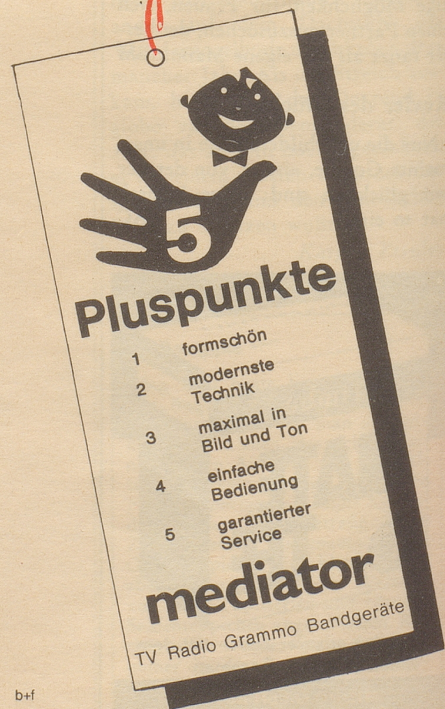 5
Pluspunkte
1 formschön
2 modernste
Technik
3 maximal in
Bild und Ton
4 einfache
Bedienung
5 garantierter
Service
mediator
TV Radio Grammo Bandgeräte
b+f